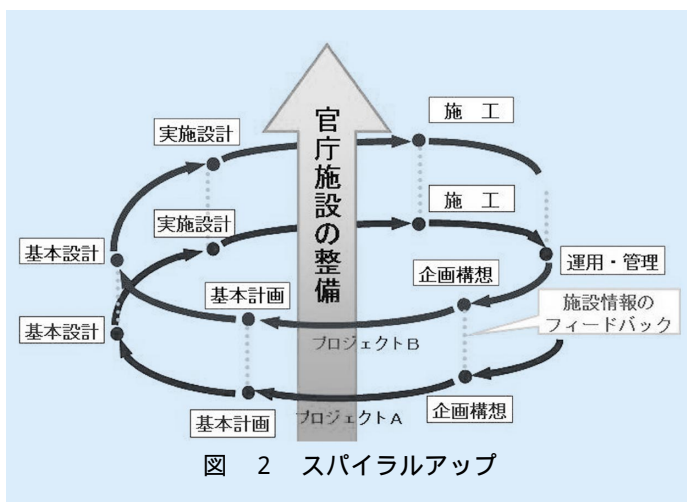 官庁施設の整備
施 工
実施設計
施 工
実施設計
基本設計
運用・管理
企画構想
基本計画
施設情報の
フィードバック
プロジェクトB
基本設計
企画構想
プロジェクトA
基本計画
図 2 スパイラルアップ